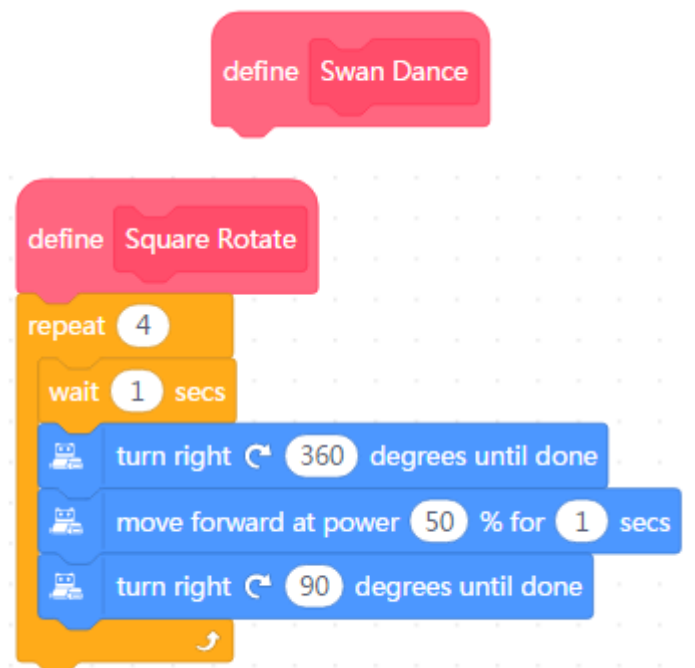 define Swan Dance
define Square Rotate
repeat 4
wait 1 secs
turn right 360 degrees until done
move forward at power 50 % for 1 secs
turn right 90 degrees until done